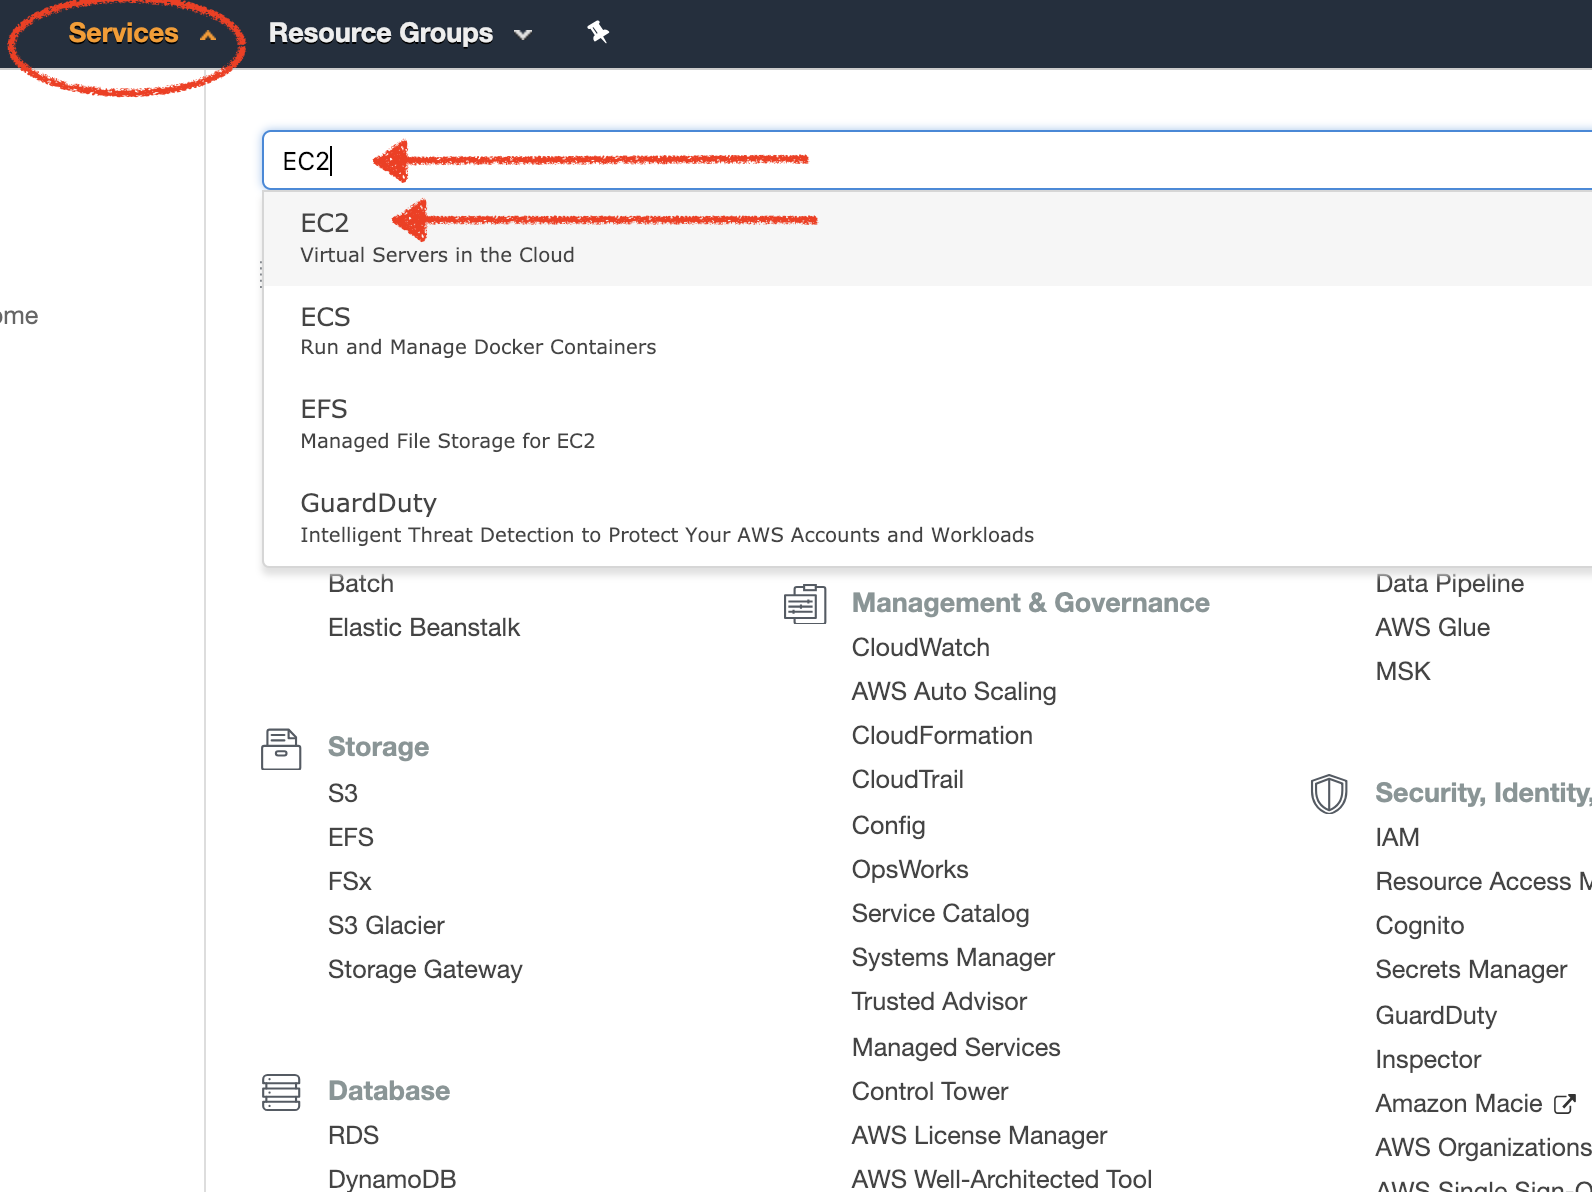 Services
Resource Groups
EC2
EC2
Virtual Servers in the Cloud
ome
ECS
Run and Manage Docker Containers
EFS
Managed File Storage for EC2
GuardDuty
Intelligent Threat Detection to Protect Your AWS Accounts and Workloads
Batch
Elastic Beanstalk
Storage
S3
EFS
FSx
S3 Glacier
Storage Gateway
Database
RDS
DynamoDB
Management & Governance
CloudWatch
AWS Auto Scaling
CloudFormation
CloudTrail
Config
OpsWorks
Service Catalog
Systems Manager
Trusted Advisor
Managed Services
Control Tower
AWS License Manager
AWS Well-Architected Tool
Data Pipeline
AWS Glue
MSK
Security, Identity,
IAM
Resource Access M
Cognito
Secrets Manager
GuardDuty
Inspector
Amazon Macie
AWS Organizations
AWS Single Sign-O